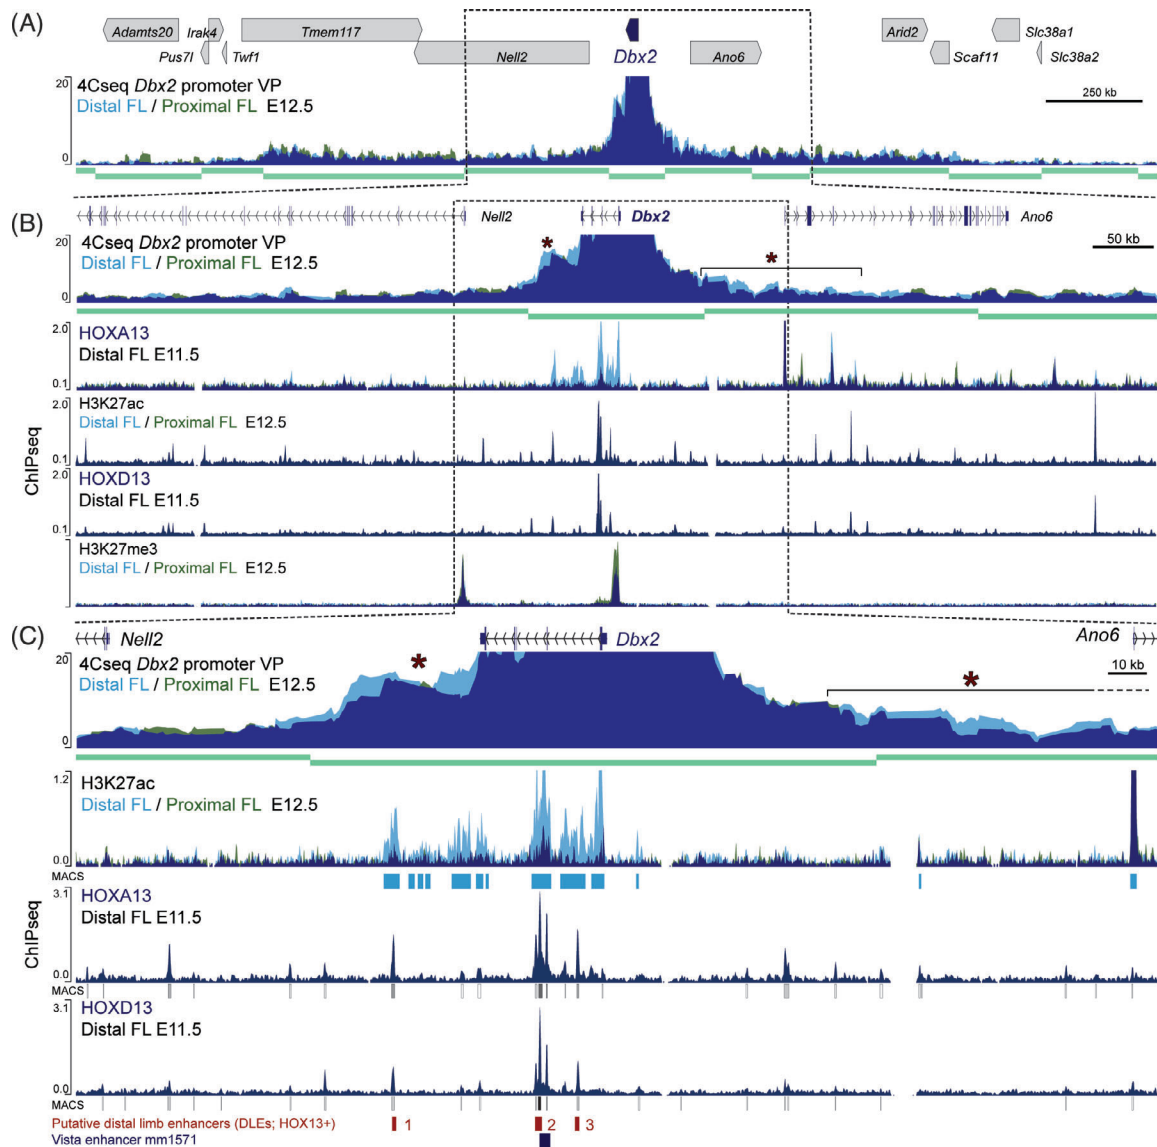 (A)
Adamts20 Irak4 Tmem117 Arid2 Slc38a1
Pus7l Twf1 Nell2 Dbx2 Ano6 Scaf11 Slc38a2
20
4Cseq Dbx2 promoter VP
Distal FL / Proximal FL E12.5
250 kb
0
(B)
Nell2 Dbx2 Ano6
20
4Cseq Dbx2 promoter VP
Distal FL / Proximal FL E12.5
* *
50 kb
0
ChIPseq
2.0
HOXA13
Distal FL E11.5
0.1
2.0
H3K27ac
Distal FL / Proximal FL E12.5
0.1
2.0
HOXD13
Distal FL E11.5
0.1
H3K27me3
Distal FL / Proximal FL E12.5
0
(C)
Nell2 Dbx2 Ano6
20
4Cseq Dbx2 promoter VP
Distal FL / Proximal FL E12.5
* *
10 kb
0
ChIPseq
1.2
H3K27ac
Distal FL / Proximal FL E12.5
0.0
MACS
3.1
HOXA13
Distal FL E11.5
0.0
MACS
3.1
HOXD13
Distal FL E11.5
0.0
MACS
Putative distal limb enhancers (DLEs; HOX13+) 1 2 3
Vista enhancer mm1571